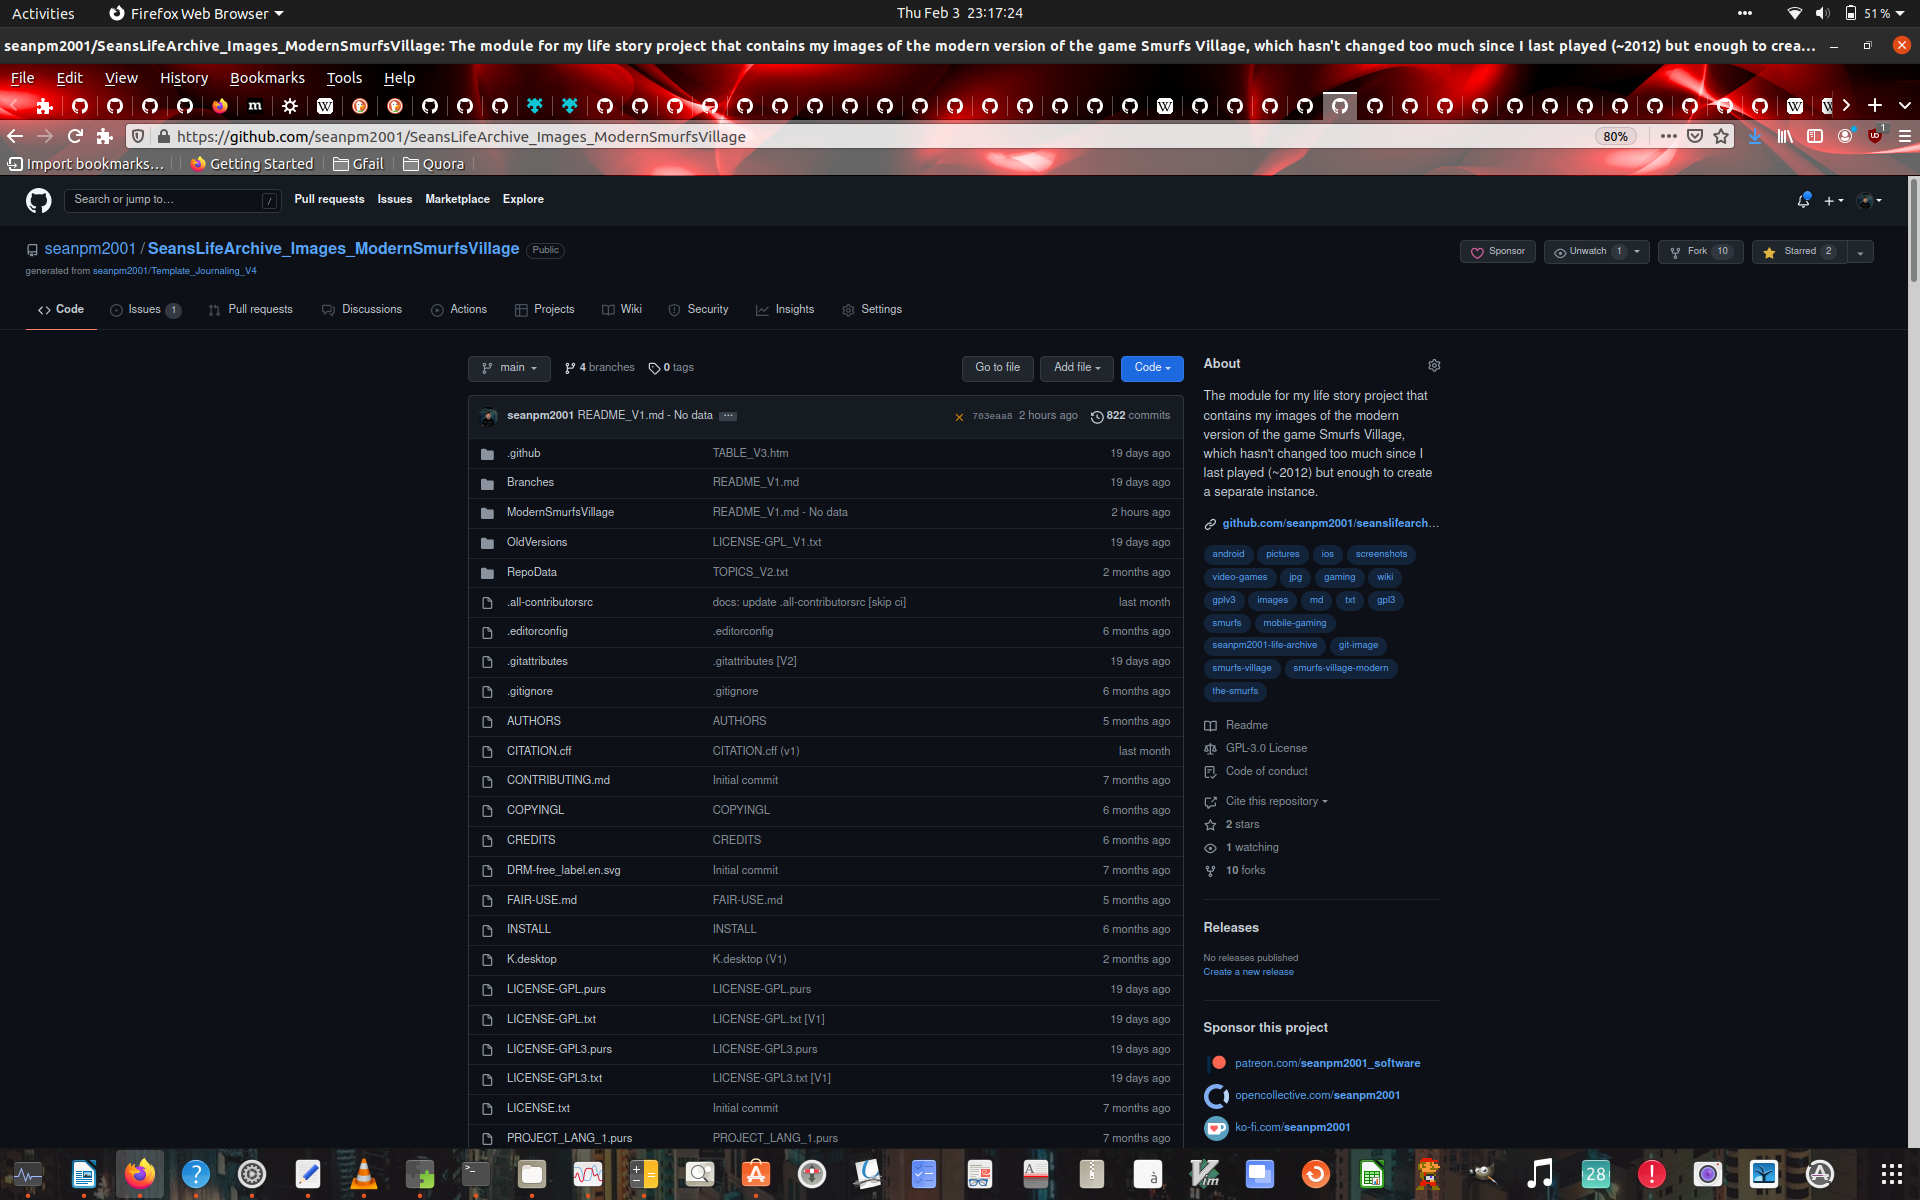 Activities
Firefox Web Browser
Thu Feb 3 23:17:24
51 %
seanpm2001/SeansLifeArchive_Images_ModernSmurfsVillage: The module for my life story project that contains my images of the modern version of the game Smurfs Village, which hasn't changed too much since I last played (~2012) but enough to crea…
File Edit View History Bookmarks Tools Help
https://github.com/seanpm2001/SeansLifeArchive_Images_ModernSmurfsVillage
80%
1
Import bookmarks… Getting Started Gfail Quora
Search or jump to… /
Pull requests Issues Marketplace Explore
seanpm2001 / SeansLifeArchive_Images_ModernSmurfsVillage Public
generated from seanpm2001/Template_Journaling_V4
Sponsor Unwatch 1 Fork 10 Starred 2
Code Issues 1 Pull requests Discussions Actions Projects Wiki Security Insights Settings
main 4 branches 0 tags Go to file Add file Code
seanpm2001 README_V1.md - No data 703eaa8 2 hours ago 822 commits
.github TABLE_V3.htm 19 days ago
Branches README_V1.md 19 days ago
ModernSmurfsVillage README_V1.md - No data 2 hours ago
OldVersions LICENSE-GPL_V1.txt 19 days ago
RepoData TOPICS_V2.txt 2 months ago
.all-contributorsrc docs: update .all-contributorsrc [skip ci] last month
.editorconfig .editorconfig 6 months ago
.gitattributes .gitattributes [V2] 19 days ago
.gitignore .gitignore 6 months ago
AUTHORS AUTHORS 5 months ago
CITATION.cff CITATION.cff (v1) last month
CONTRIBUTING.md Initial commit 7 months ago
COPYINGL COPYINGL 6 months ago
CREDITS CREDITS 6 months ago
DRM-free_label.en.svg Initial commit 7 months ago
FAIR-USE.md FAIR-USE.md 5 months ago
INSTALL INSTALL 6 months ago
K.desktop K.desktop (V1) 2 months ago
LICENSE-GPL.purs LICENSE-GPL.purs 19 days ago
LICENSE-GPL.txt LICENSE-GPL.txt [V1] 19 days ago
LICENSE-GPL3.purs LICENSE-GPL3.purs 19 days ago
LICENSE-GPL3.txt LICENSE-GPL3.txt [V1] 19 days ago
LICENSE.txt Initial commit 7 months ago
PROJECT_LANG_1.purs PROJECT_LANG_1.purs 7 months ago
About
The module for my life story project that
contains my images of the modern
version of the game Smurfs Village,
which hasn't changed too much since I
last played (~2012) but enough to create
a separate instance.
github.com/seanpm2001/seanslifearch…
android pictures ios screenshots
video-games jpg gaming wiki
gplv3 images md txt gpl3
smurfs mobile-gaming
seanpm2001-life-archive git-image
smurfs-village smurfs-village-modern
the-smurfs
Readme
GPL-3.0 License
Code of conduct
Cite this repository
2 stars
1 watching
10 forks
Releases
No releases published
Create a new release
Sponsor this project
patreon.com/seanpm2001_software
opencollective.com/seanpm2001
ko-fi.com/seanpm2001
28